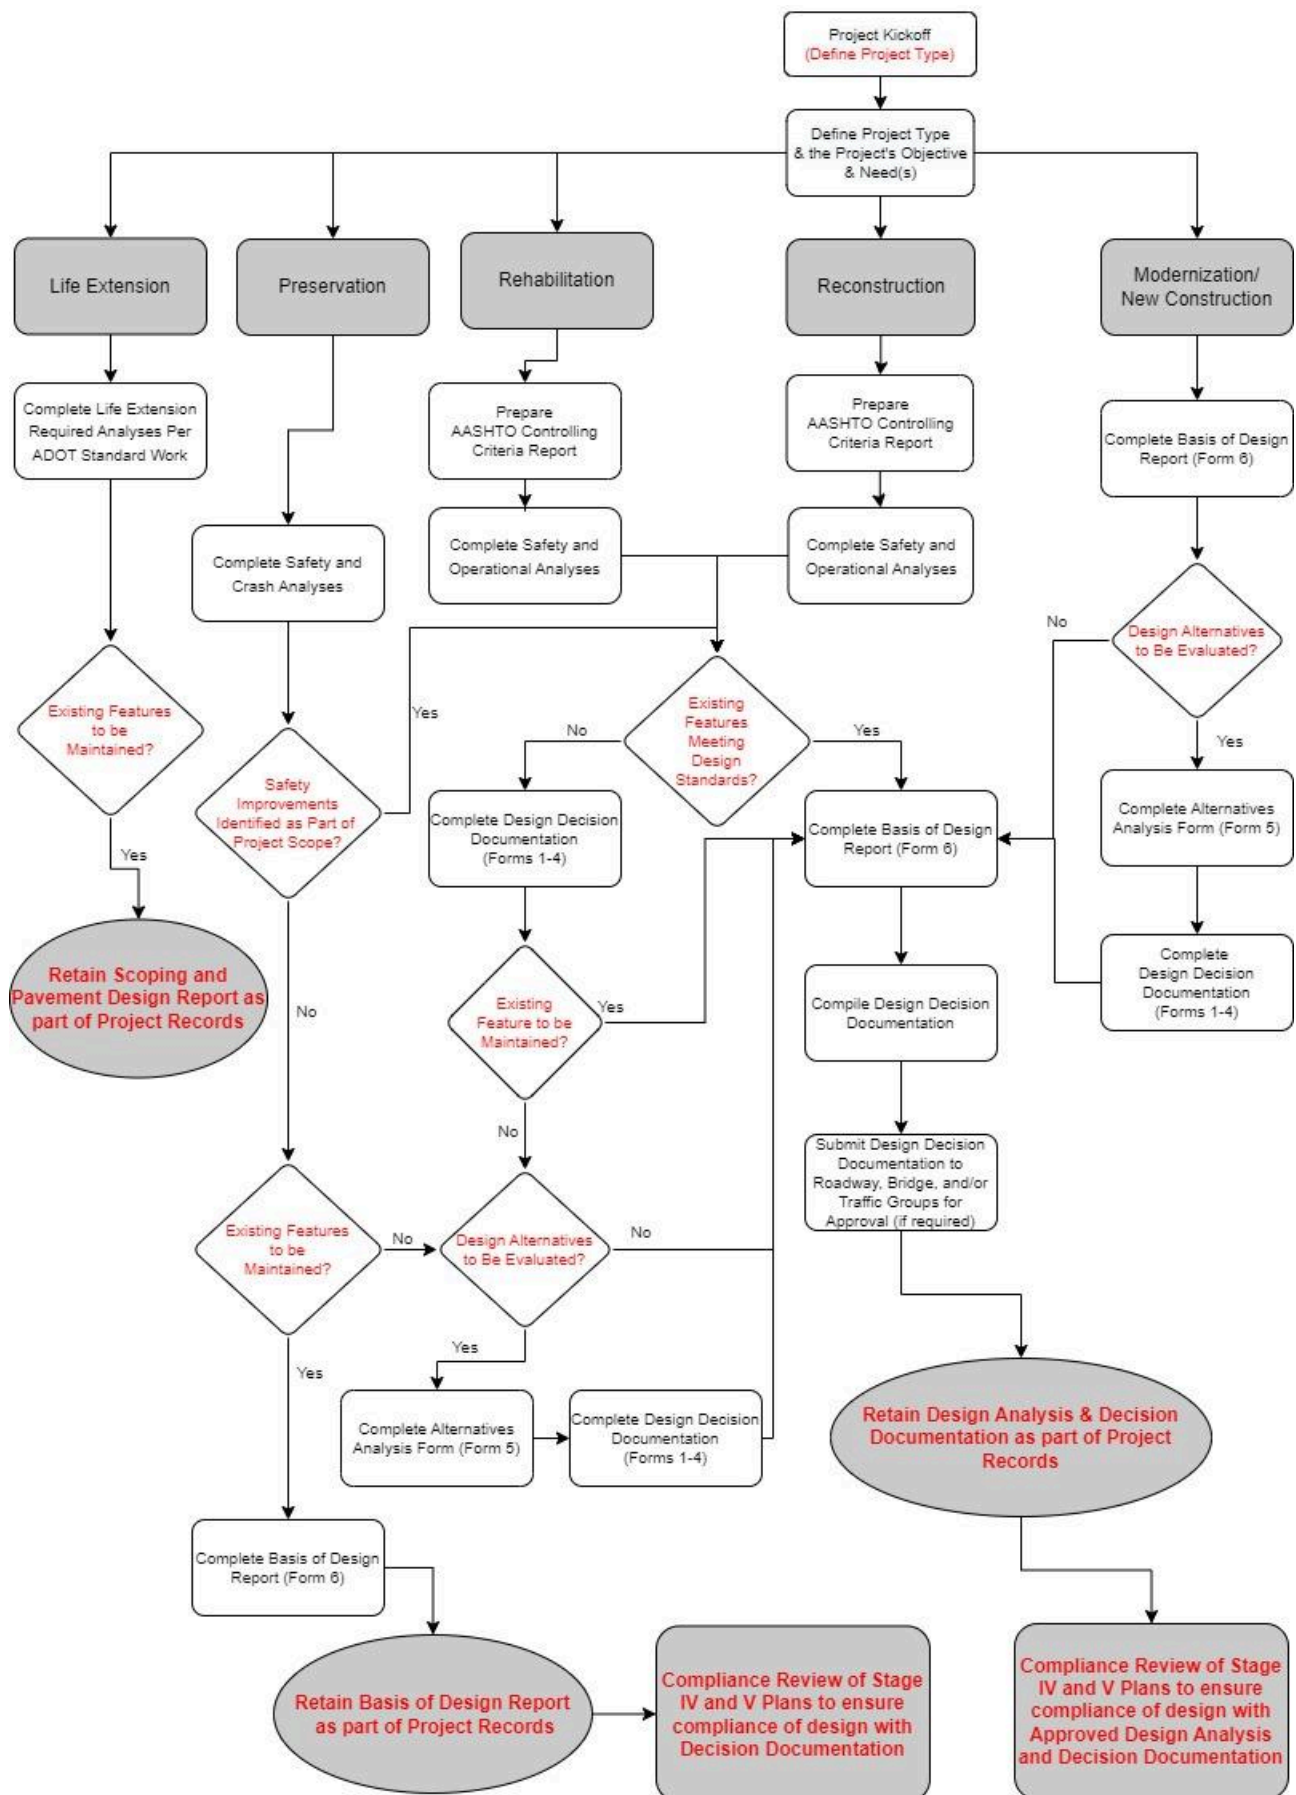 Project Kickoff
(Define Project Type)
Define Project Type
& the Project's Objective
& Need(s)
Life Extension
Preservation
Rehabilitation
Reconstruction
Modernization/
New Construction
Complete Life Extension
Required Analyses Per
ADOT Standard Work
Prepare
AASHTO Controlling
Criteria Report
Prepare
AASHTO Controlling
Criteria Report
Complete Basis of Design
Report (Form 6)
Complete Safety and
Crash Analyses
Complete Safety and
Operational Analyses
Complete Safety and
Operational Analyses
No
Design Alternatives
to Be Evaluated?
Yes
Existing Features
to be
Maintained?
Yes
Safety
Improvements
Identified as Part of
Project Scope?
Yes
No
Existing
Features
Meeting
Design
Standards?
No
Yes
Complete Design Decision
Documentation
(Forms 1-4)
Complete Basis of Design
Report (Form 6)
Complete Alternatives
Analysis Form (Form 5)
Retain Scoping and
Pavement Design Report as
part of Project Records
Existing
Feature to be
Maintained?
Yes
No
Compile Design Decision
Documentation
Complete
Design Decision
Documentation
(Forms 1-4)
Submit Design Decision
Documentation to
Roadway, Bridge, and/or
Traffic Groups for
Approval (if required)
Existing Features
to be
Maintained?
No
Yes
Design Alternatives
to Be Evaluated?
No
Yes
Complete Alternatives
Analysis Form (Form 5)
Complete Design Decision
Documentation
(Forms 1-4)
Retain Design Analysis & Decision
Documentation as part of Project
Records
Complete Basis of Design
Report (Form 6)
Retain Basis of Design Report
as part of Project Records
Compliance Review of Stage
IV and V Plans to ensure
compliance of design with
Decision Documentation
Compliance Review of Stage
IV and V Plans to ensure
compliance of design with
Approved Design Analysis
and Decision Documentation